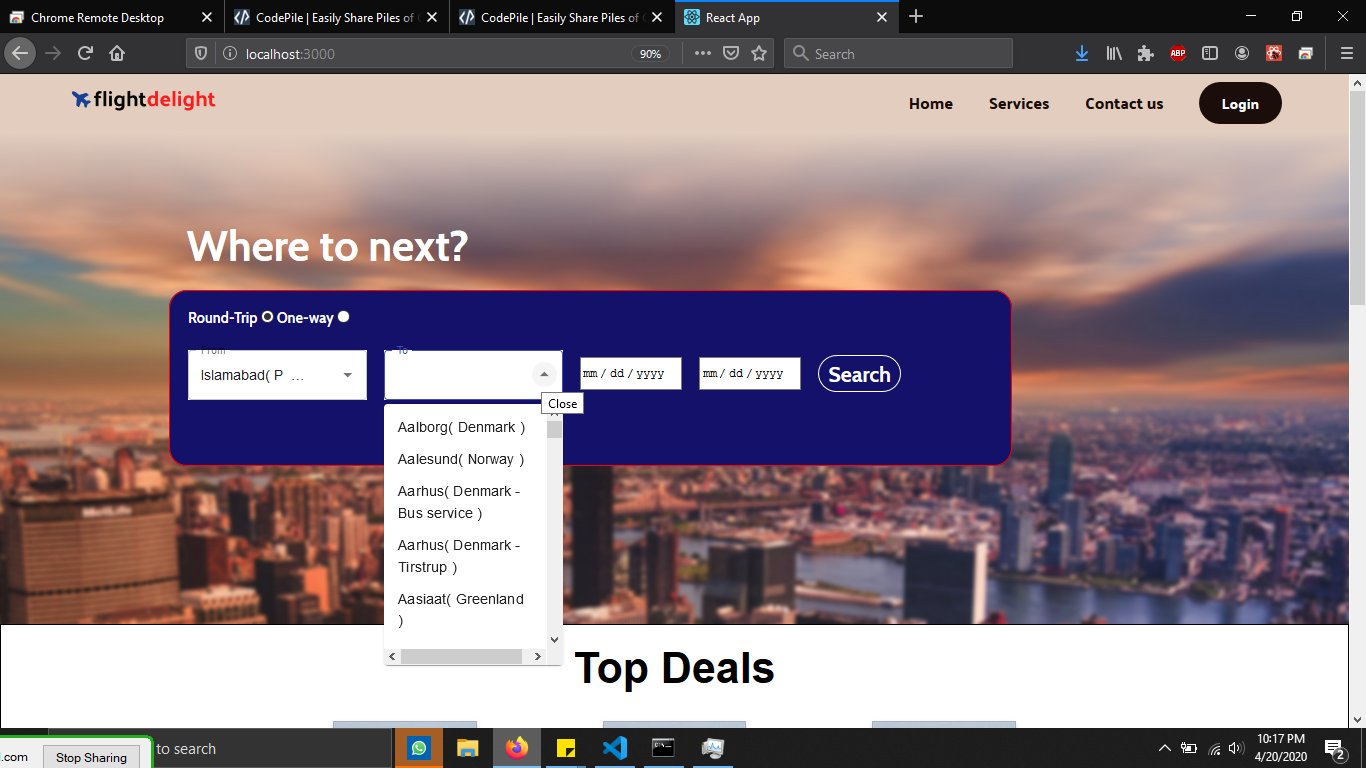 Chrome Remote Desktop
CodePile | Easily Share Piles of
CodePile | Easily Share Piles of
React App
localhost:3000
90%
Search
ABP
flightdelight
Home
Services
Contact us
Login
Where to next?
Round-Trip
One-way
From
To
Islamabad( P ...
mm / dd / yyyy
mm / dd / yyyy
Search
Close
Aalborg( Denmark )
Aalesund( Norway )
Aarhus( Denmark -
Bus service )
Aarhus( Denmark -
Tirstrup )
Aasiaat( Greenland
)
MetLife
Top Deals
.com
Stop Sharing
to search
10:17 PM
4/20/2020
2